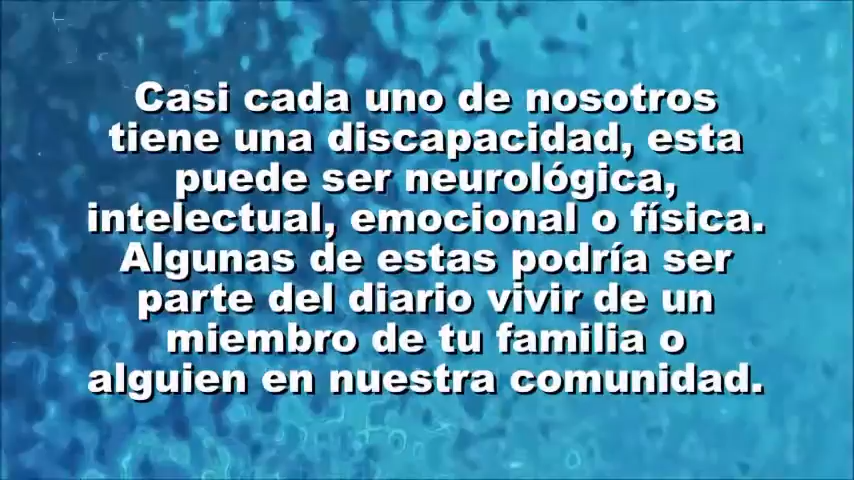 Casi cada uno de nosotros
tiene una discapacidad, esta
puede ser neurológica,
intelectual, emocional o física.
Algunas de estas podría ser
parte del diario vivir de un
miembro de tu familia o
alguien en nuestra comunidad.